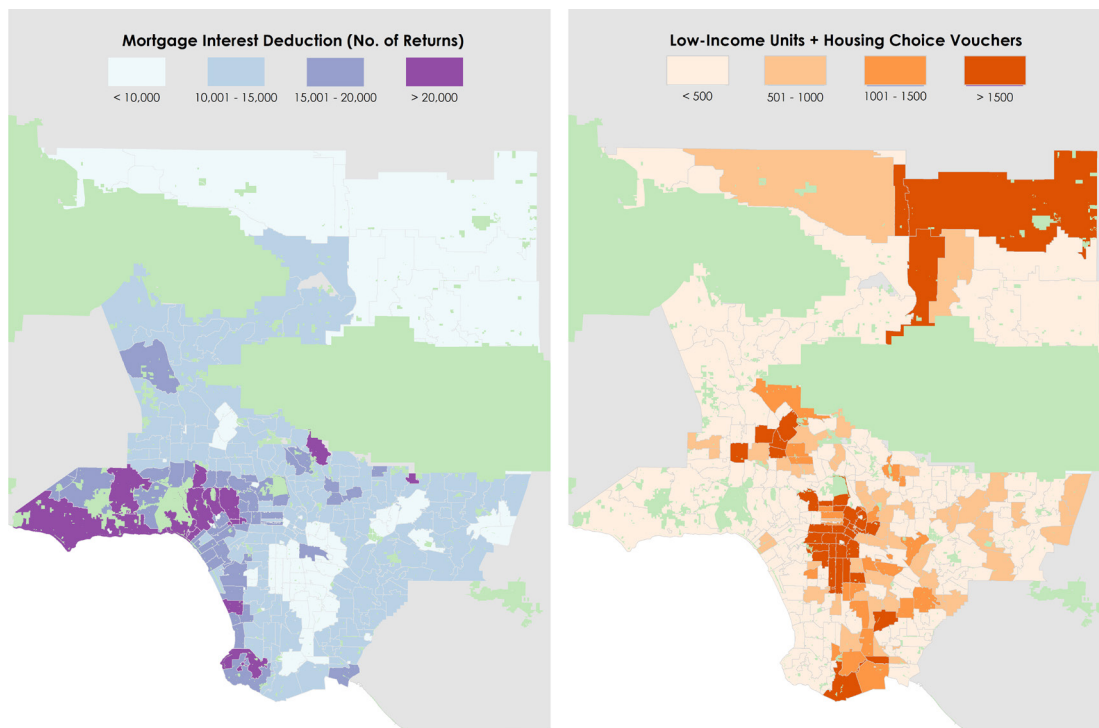 Mortgage Interest Deduction (No. of Returns)
< 10,000
10,001 - 15,000
15,001 - 20,000
> 20,000
Low-Income Units + Housing Choice Vouchers
< 500
501 - 1000
1001 - 1500
> 1500